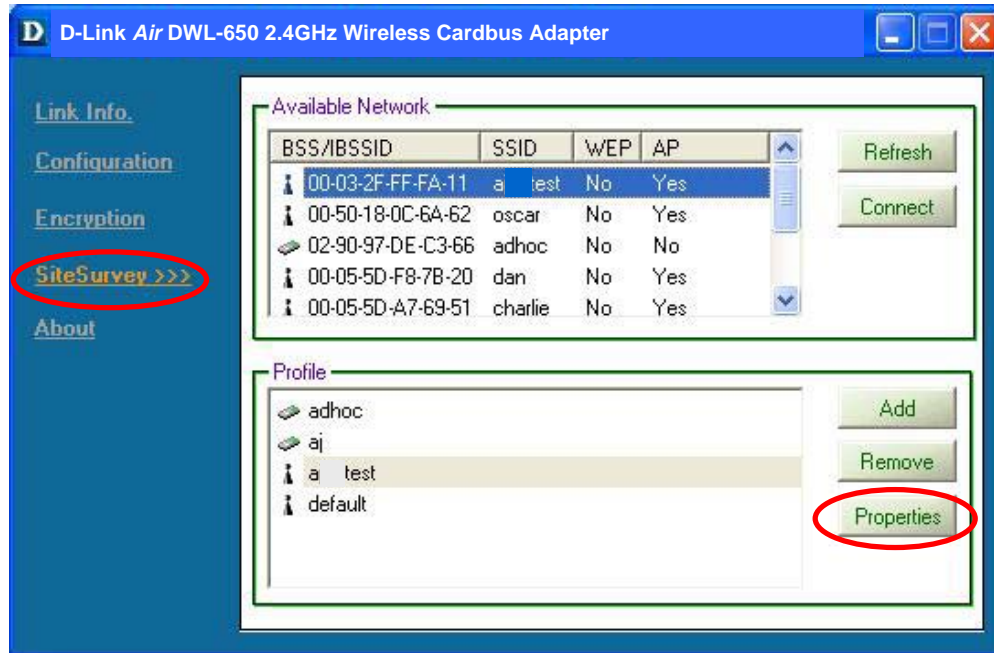 D D-Link Air DWL-650 2.4GHz Wireless Cardbus Adapter
Link Info.
Configuration
Encryption
SiteSurvey >>>
About
Available Network
BSS/IBSSID SSID WEP AP
00-03-2F-FF-FA-11 a test No Yes
00-50-18-0C-6A-62 oscar No Yes
02-90-97-DE-C3-66 adhoc No No
00-05-5D-F8-7B-20 dan No Yes
00-05-5D-A7-69-51 charlie No Yes
Refresh
Connect
Profile
adhoc
aj
a test
default
Add
Remove
Properties